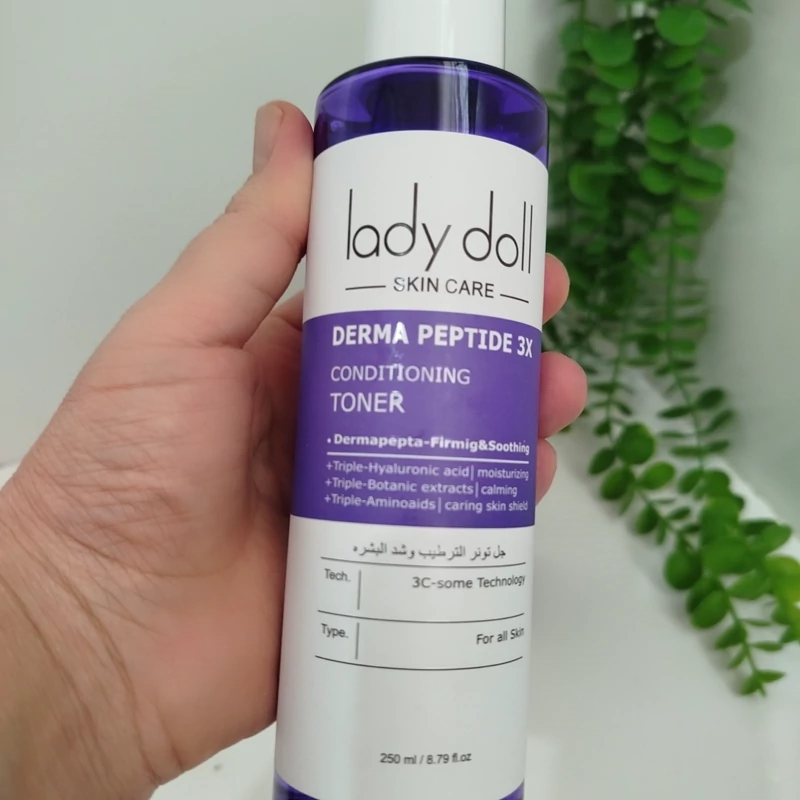 lady doll
SKIN CARE
DERMA PEPTIDE 3X
CONDITIONING
TONER
• Dermapepta-Firmig&Soothing
+Triple-Hyaluronic acid| moisturizing
+Triple-Botanic extracts| calming
+Triple-Aminoaids| caring skin shield
جل تونر الترطيب وشد البشره
Tech. | 3C-some Technology
Type. | For all Skin
250 ml / 8.79 fl.oz